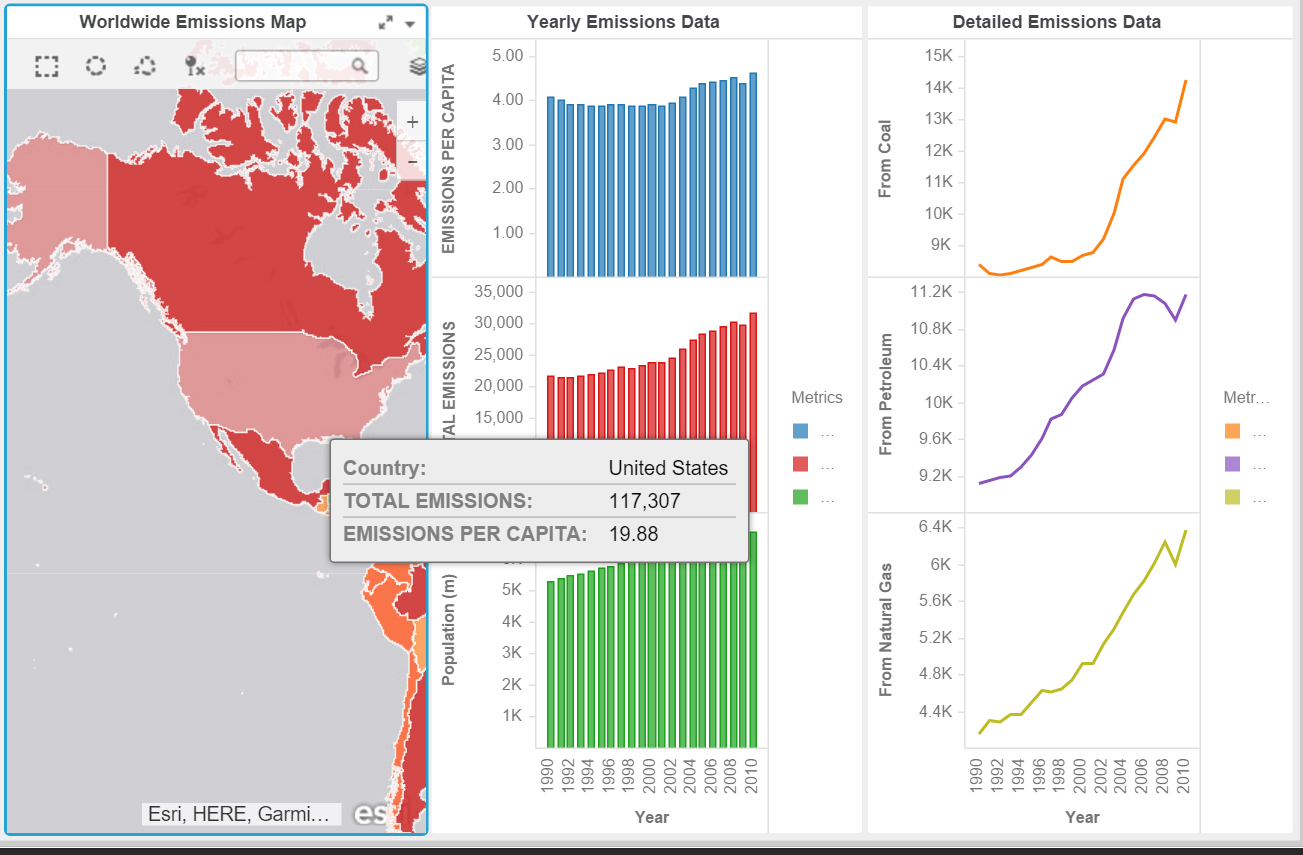 Worldwide Emissions Map
Yearly Emissions Data
Detailed Emissions Data
+
-
EMISSIONS PER CAPITA
5.00
4.00
3.00
2.00
1.00
TAL EMISSIONS
35,000
30,000
25,000
20,000
15,000
Country: United States
TOTAL EMISSIONS: 117,307
EMISSIONS PER CAPITA: 19.88
Population (m)
5K
4K
3K
2K
1K
1990 1992 1994 1996 1998 2000 2002 2004 2006 2008 2010
Year
Metrics
...
...
...
From Coal
15K
14K
13K
12K
11K
10K
9K
From Petroleum
11.2K
10.8K
10.4K
10K
9.6K
9.2K
From Natural Gas
6.4K
6K
5.6K
5.2K
4.8K
4.4K
1990 1992 1994 1996 1998 2000 2002 2004 2006 2008 2010
Year
Metr...
...
...
...
Esri, HERE, Garmi...
es